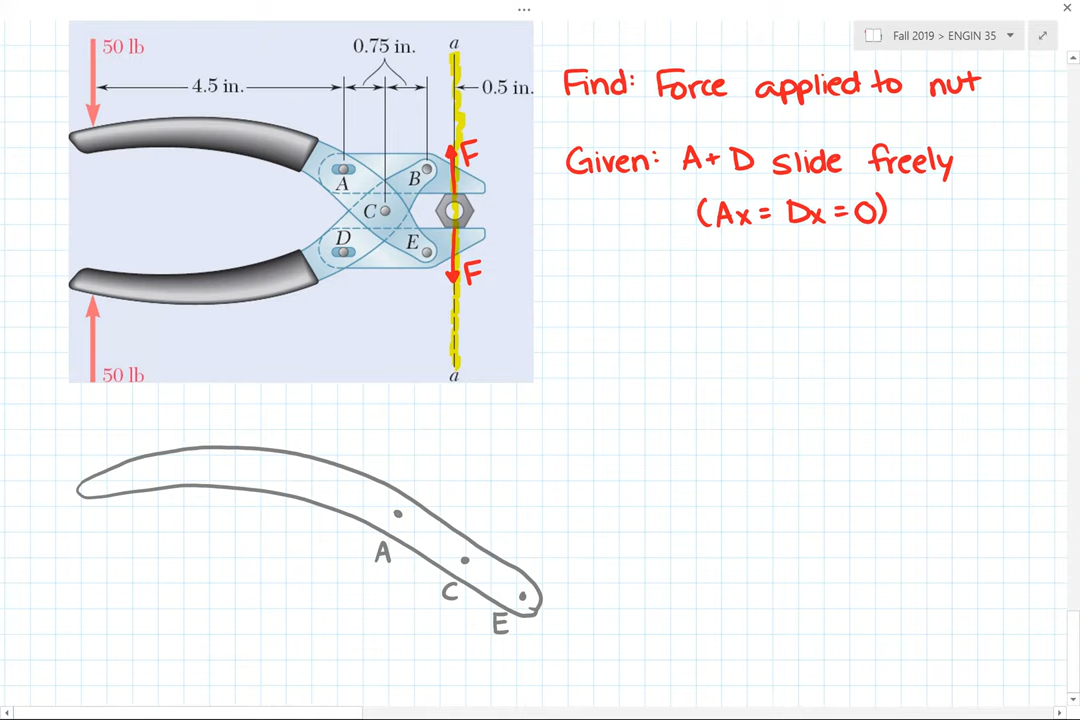 ...
Fall 2019 > ENGIN 35
50 lb
0.75 in.
a
4.5 in.
0.5 in.
A
B
F
C
D
E
F
50 lb
a
Find: Force applied to nut
Given: A+D slide freely
(Ax = Dx = 0)
A
C
E